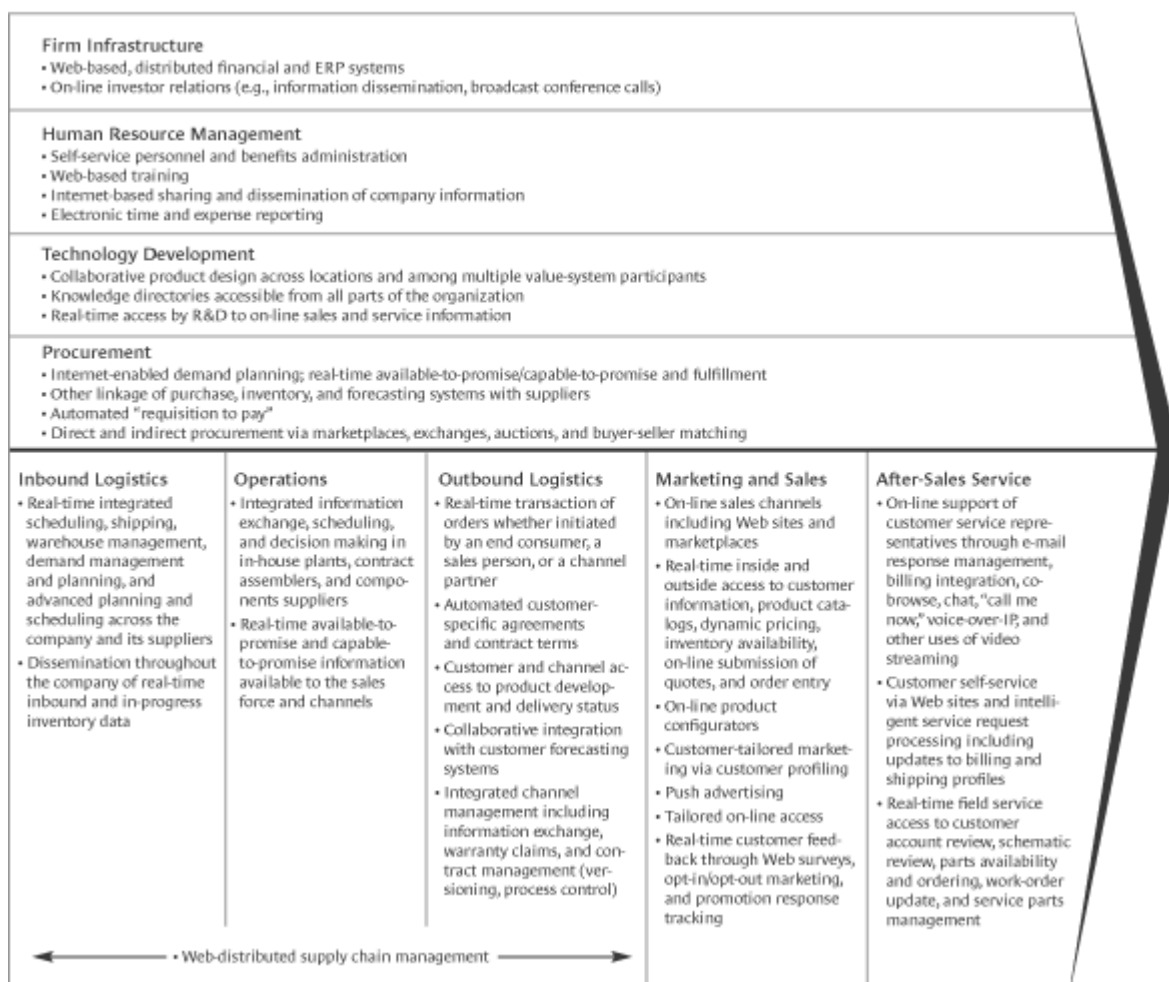 Firm Infrastructure
• Web-based, distributed financial and ERP systems
• On-line investor relations (e.g., information dissemination, broadcast conference calls)
Human Resource Management
• Self-service personnel and benefits administration
• Web-based training
• Internet-based sharing and dissemination of company information
• Electronic time and expense reporting
Technology Development
• Collaborative product design across locations and among multiple value-system participants
• Knowledge directories accessible from all parts of the organization
• Real-time access by R&D to on-line sales and service information
Procurement
• Internet-enabled demand planning; real-time available-to-promise/capable-to-promise and fulfillment
• Other linkage of purchase, inventory, and forecasting systems with suppliers
• Automated “requisition to pay”
• Direct and indirect procurement via marketplaces, exchanges, auctions, and buyer-seller matching
Inbound Logistics
• Real-time integrated
scheduling, shipping,
warehouse management,
demand management
and planning, and
advanced planning and
scheduling across the
company and its suppliers
• Dissemination throughout
the company of real-time
inbound and in-progress
inventory data
Operations
• Integrated information
exchange, scheduling,
and decision making in
in-house plants, contract
assemblers, and compo-
nents suppliers
• Real-time available-to-
promise and capable-
to-promise information
available to the sales
force and channels
Outbound Logistics
• Real-time transaction of
orders whether initiated
by an end consumer, a
sales person, or a channel
partner
• Automated customer-
specific agreements
and contract terms
• Customer and channel ac-
cess to product develop-
ment and delivery status
• Collaborative integration
with customer forecasting
systems
• Integrated channel
management including
information exchange,
warranty claims, and con-
tract management (ver-
sioning, process control)
Marketing and Sales
• On-line sales channels
including Web sites and
marketplaces
• Real-time inside and
outside access to customer
information, product cata-
logs, dynamic pricing,
inventory availability,
on-line submission of
quotes, and order entry
• On-line product
configurators
• Customer-tailored market-
ing via customer profiling
• Push advertising
• Tailored on-line access
• Real-time customer feed-
back through Web surveys,
opt-in/opt-out marketing,
and promotion response
tracking
After-Sales Service
• On-line support of
customer service repre-
sentatives through e-mail
response management,
billing integration, co-
browse, chat, “call me
now,” voice-over-IP, and
other uses of video
streaming
• Customer self-service
via Web sites and intelli-
gent service request
processing including
updates to billing and
shipping profiles
• Real-time field service
access to customer
account review, schematic
review, parts availability
and ordering, work-order
update, and service parts
management
• Web-distributed supply chain management